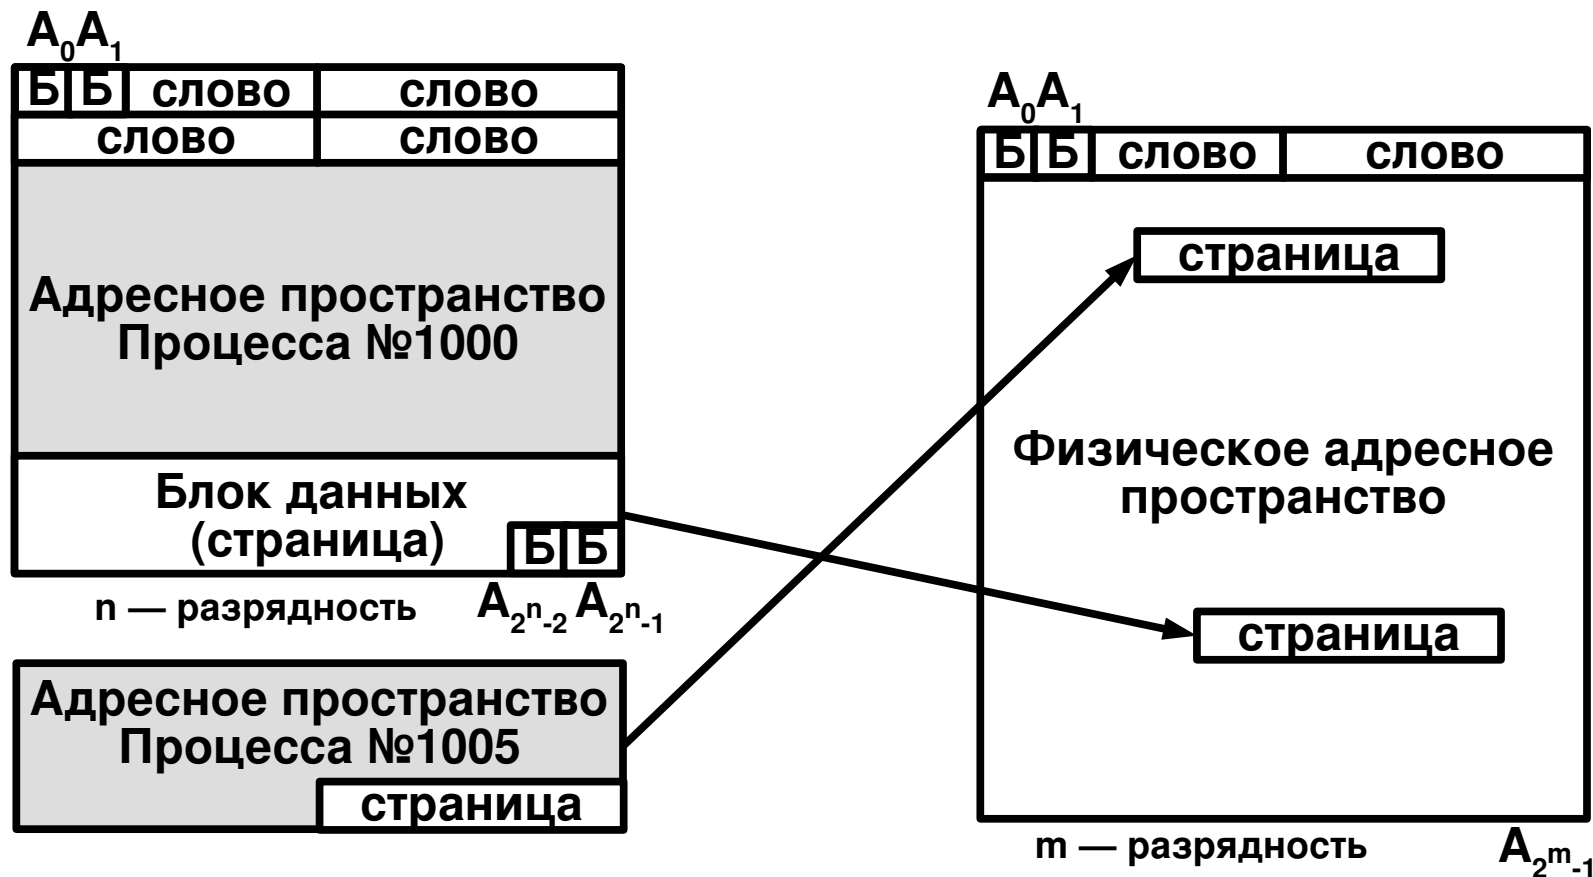 A₀A₁
Б Б слово слово
слово слово
Адресное пространство
Процесса №1000
Блок данных
(страница) Б Б
n — разрядность A₂ⁿ₋₂ A₂ⁿ₋₁
Адресное пространство
Процесса №1005
страница
A₀A₁
Б Б слово слово
страница
Физическое адресное
пространство
страница
m — разрядность A₂ᵐ₋₁